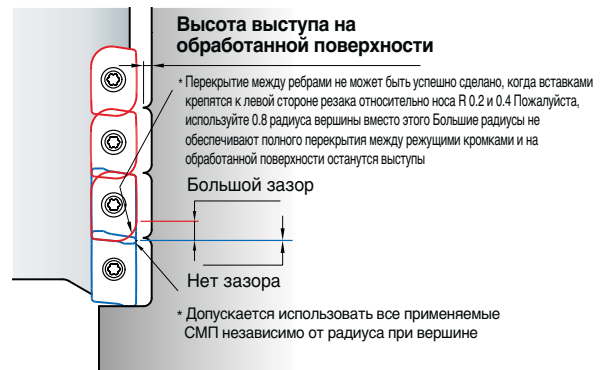 Высота выступа на
обработанной поверхности
* Перекрытие между ребрами не может быть успешно сделано, когда вставками
крепятся к левой стороне резака относительно носа R 0.2 и 0.4 Пожалуйста,
используйте 0.8 радиуса вершины вместо этого Большие радиусы не
обеспечивают полного перекрытия между режущими кромками и на
обработанной поверхности останутся выступы
Большой зазор
Нет зазора
* Допускается использовать все применяемые
СМП независимо от радиуса при вершине